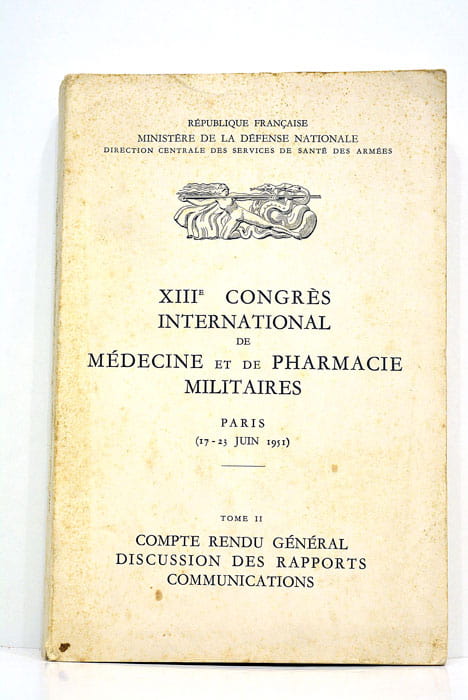 RÉPUBLIQUE FRANÇAISE
MINISTÈRE DE LA DÉFENSE NATIONALE
DIRECTION CENTRALE DES SERVICES DE SANTÉ DES ARMÉES
XIIIE CONGRÈS
INTERNATIONAL
DE
MÉDECINE ET DE PHARMACIE
MILITAIRES
PARIS
(17-23 JUIN 1951)
TOME II
COMPTE RENDU GÉNÉRAL
DISCUSSION DES RAPPORTS
COMMUNICATIONS